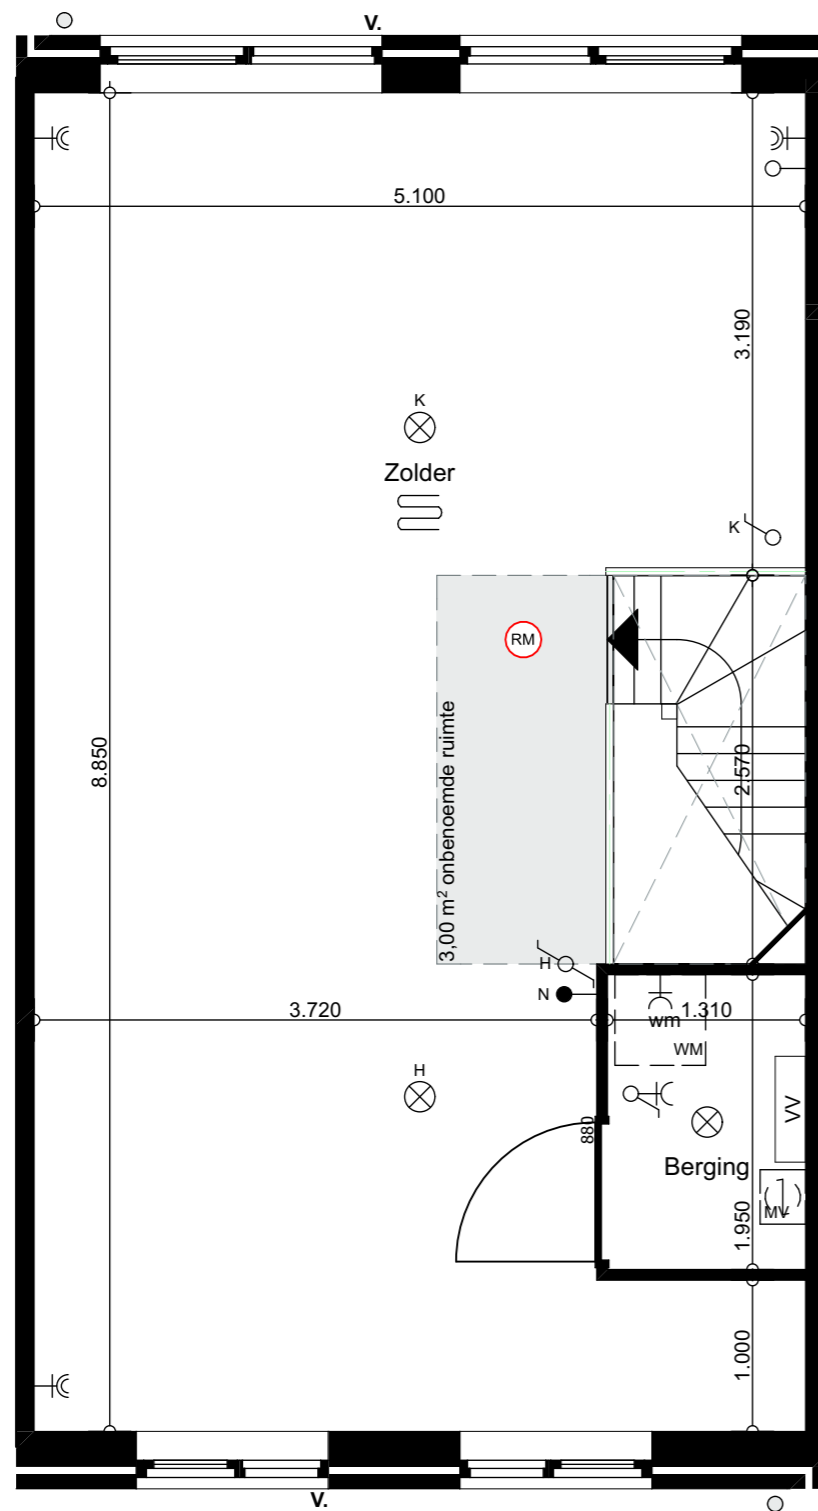 V.
5.100
3.190
K
Zolder
K
RM
3,00 m² onbenoemde ruimte
8.850
2.570
H
N
3.720
1.310
wm
WM
H
880
VV
Berging
MV
1.950
1.000
V.